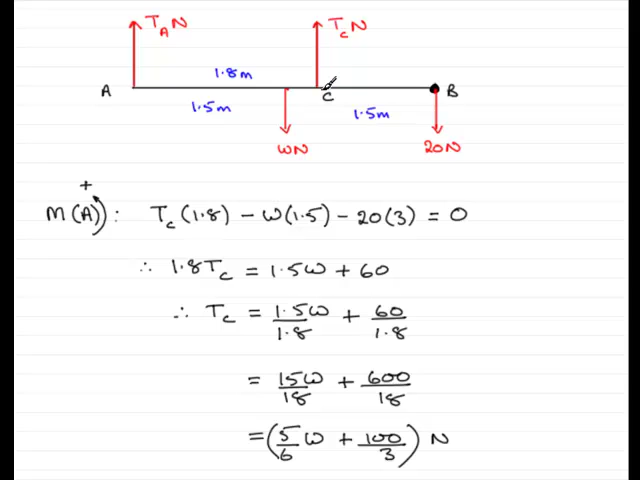 T_A N T_C N
1.8m
A C B
1.5m 1.5m
WN 20N
+
M(A): T_C(1.8) - W(1.5) - 20(3) = 0
∴ 1.8T_C = 1.5W + 60
∴ T_C = 1.5W/1.8 + 60/1.8
= 15W/18 + 600/18
= (5/6 W + 100/3) N